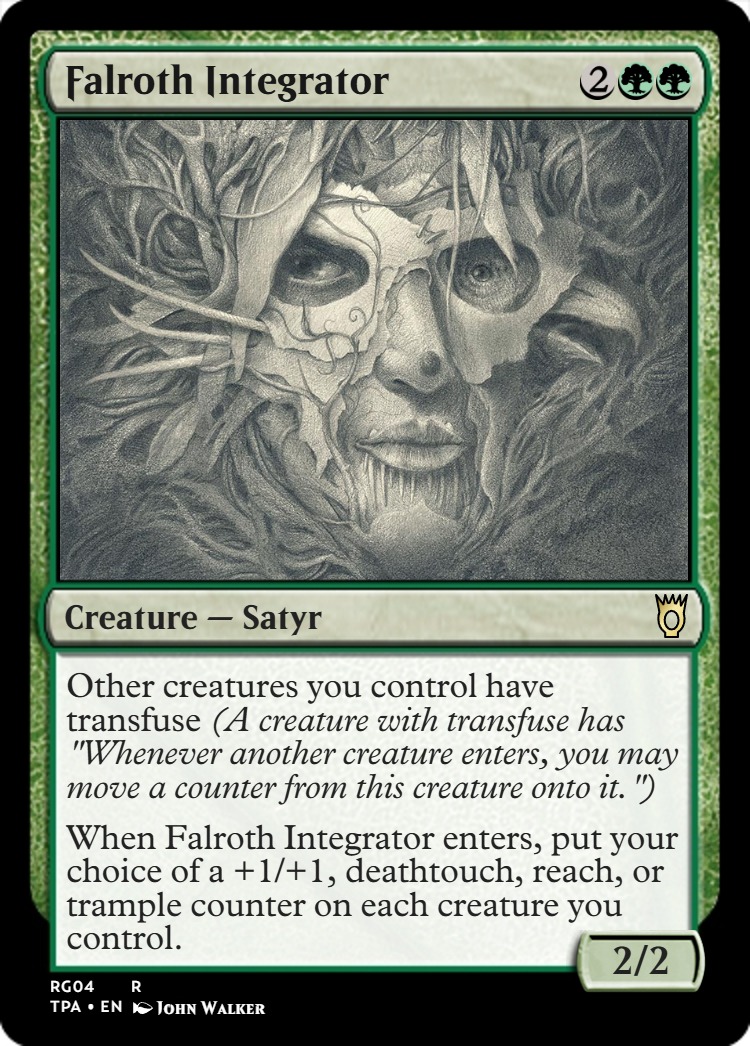 Falroth Integrator 2
Creature — Satyr
Other creatures you control have
transfuse (A creature with transfuse has
"Whenever another creature enters, you may
move a counter from this creature onto it.")
When Falroth Integrator enters, put your
choice of a +1/+1, deathtouch, reach, or
trample counter on each creature you
control.
2/2
RG04 R
TPA • EN John Walker